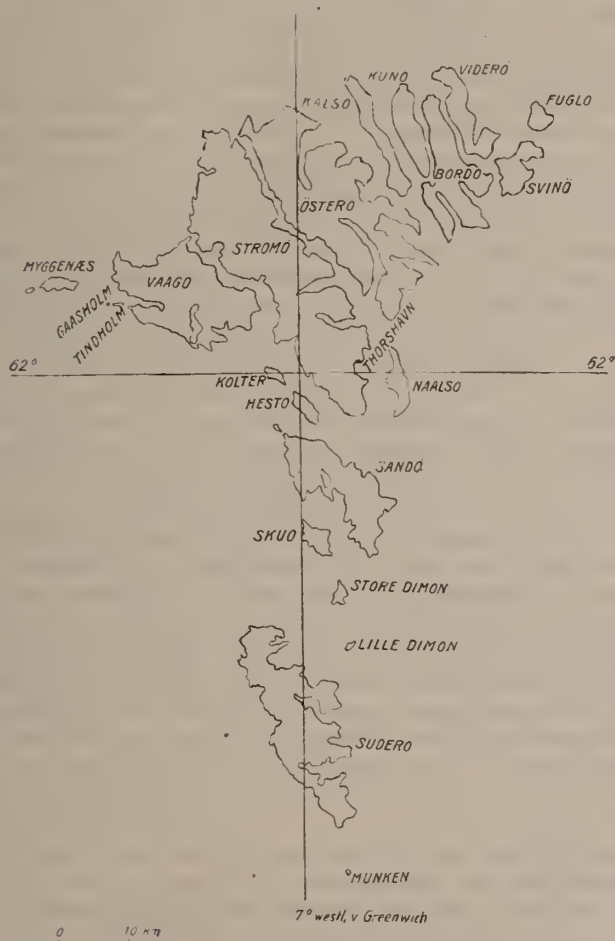 VIDERÖ
KUNÖ
FUGLO
KALSO
BORDÖ
SVINÖ
ÖSTERO
STROMÖ
MYGGENÆS
VAAGO
GAASHOLM
TINDHOLM
THORSHAVN
62°
62°
KOLTER
NAALSO
HESTO
SANDÖ
SKUO
STORE DIMON
LILLE DIMON
SUDERO
MUNKEN
7° westl, v Greenwich
0 10 km